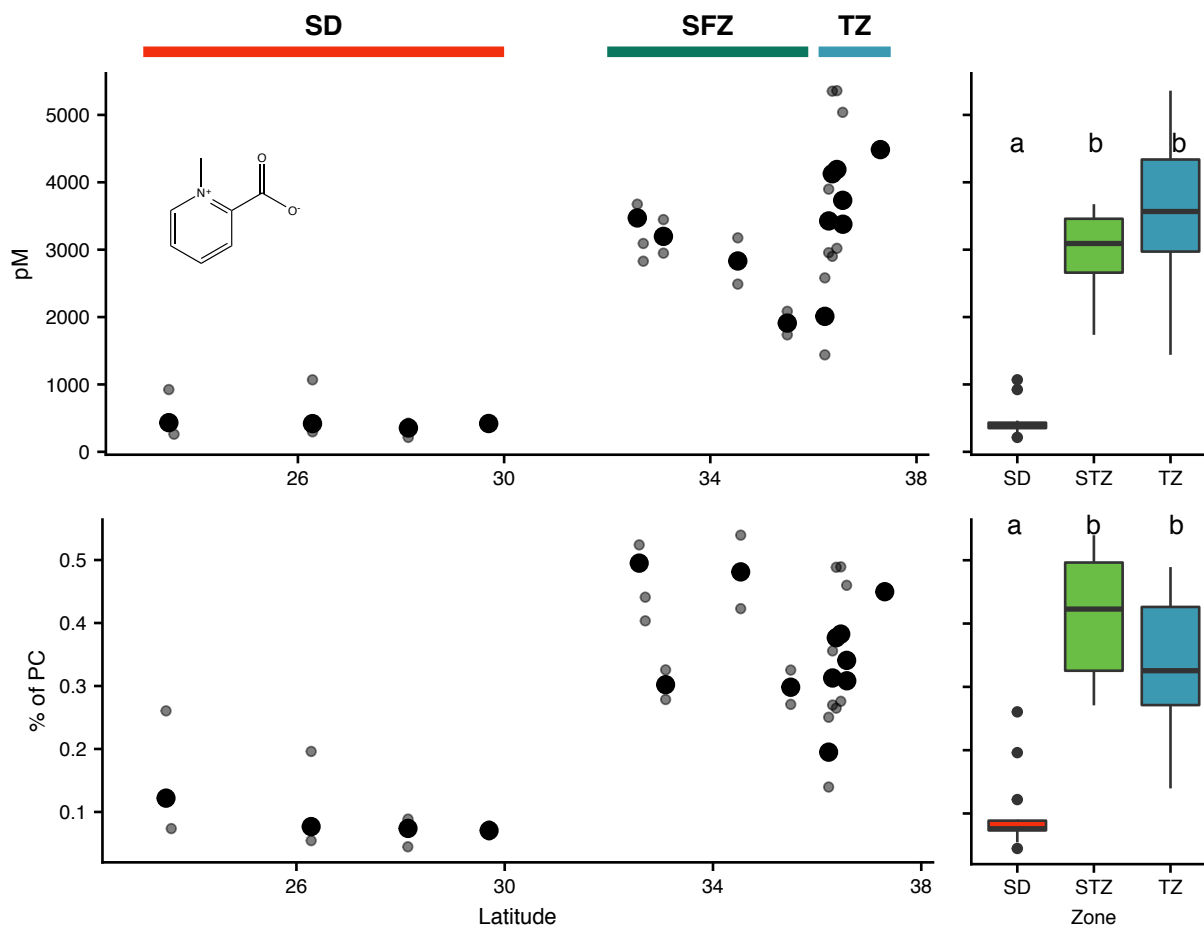 SD SFZ TZ
pM
5000
4000
3000
2000
1000
0
N+
O
O-
26 30 34 38
a b b
SD STZ TZ
% of PC
0.5
0.4
0.3
0.2
0.1
26 30 34 38
Latitude
a b b
SD STZ TZ
Zone